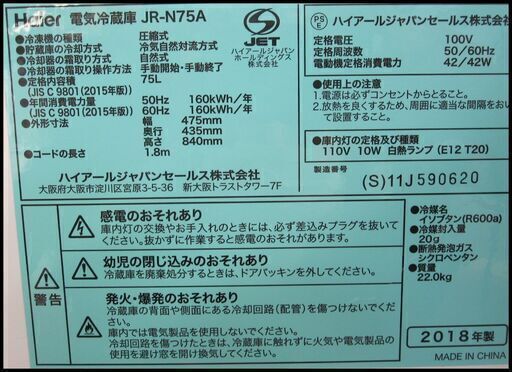 Haier 電気冷蔵庫 JR-N75A
●冷凍機の種類 圧縮式
●貯蔵庫の冷却方式 冷気自然対流方式
●冷却器の霜取り方式 自然式
●冷却器の霜取り操作方法 手動開始・手動終了
●定格内容積 75L
(JIS C 9801(2015年版))
●年間消費電力量 50Hz 160kWh/年
(JIS C 9801(2015年版)) 60Hz 160kWh/年
●外形寸法 幅 475mm
奥行 435mm
高さ 840mm
●コードの長さ 1.8m
S
JET
ハイアールジャパン
ホールディングス
株式会社
ハイアールジャパンセールス株式会社
大阪府大阪市淀川区宮原3-5-36 新大阪トラストタワー7F
PS
E
ハイアールジャパンセールス株式会社
定格電圧 100V
定格周波数 50/60Hz
電動機定格消費電力 42/42W
●使用上の注意
1.電源は必ずコンセントからとること。
2.放熱を良くするため、周囲に適当な間隔をおい
て設置すること。
●庫内灯の定格及び種類
110V 10W 白熱ランプ (E12 T20)
製造番号
(S)11J590620
警告
感電のおそれあり
庫内灯の交換やお手入れのときには、必ず差込みプラグを抜いて
ください。抜かずに作業すると感電の原因になります。
幼児の閉じ込めのおそれあり
冷蔵庫を廃棄処分するときは、ドアパッキンを外してください。
発火・爆発のおそれあり
冷蔵庫の背面や側面にある冷却回路(配管)を傷つけないで
ください。
庫内では電気製品を使用しないでください。
冷却回路を傷つけたときは、冷蔵庫に触れずに火気や電気製品の
使用を避け窓を開け換気してください。
●冷媒名
イソブタン(R600a)
●冷媒封入量
20g
●断熱発泡ガス
シクロペンタン
●質量
22.0kg
2018年製
MADE IN CHINA